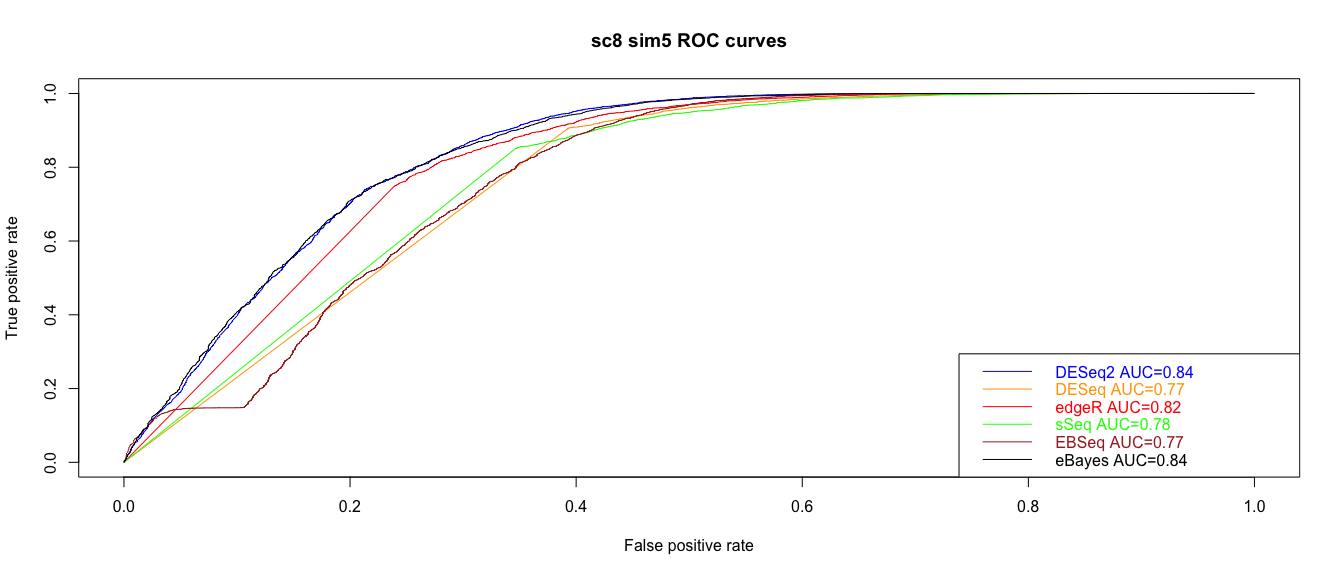 sc8 sim5 ROC curves
True positive rate
1.0
0.8
0.6
0.4
0.2
0.0
DESeq2 AUC=0.84
DESeq AUC=0.77
edgeR AUC=0.82
sSeq AUC=0.78
EBSeq AUC=0.77
eBayes AUC=0.84
0.0 0.2 0.4 0.6 0.8 1.0
False positive rate